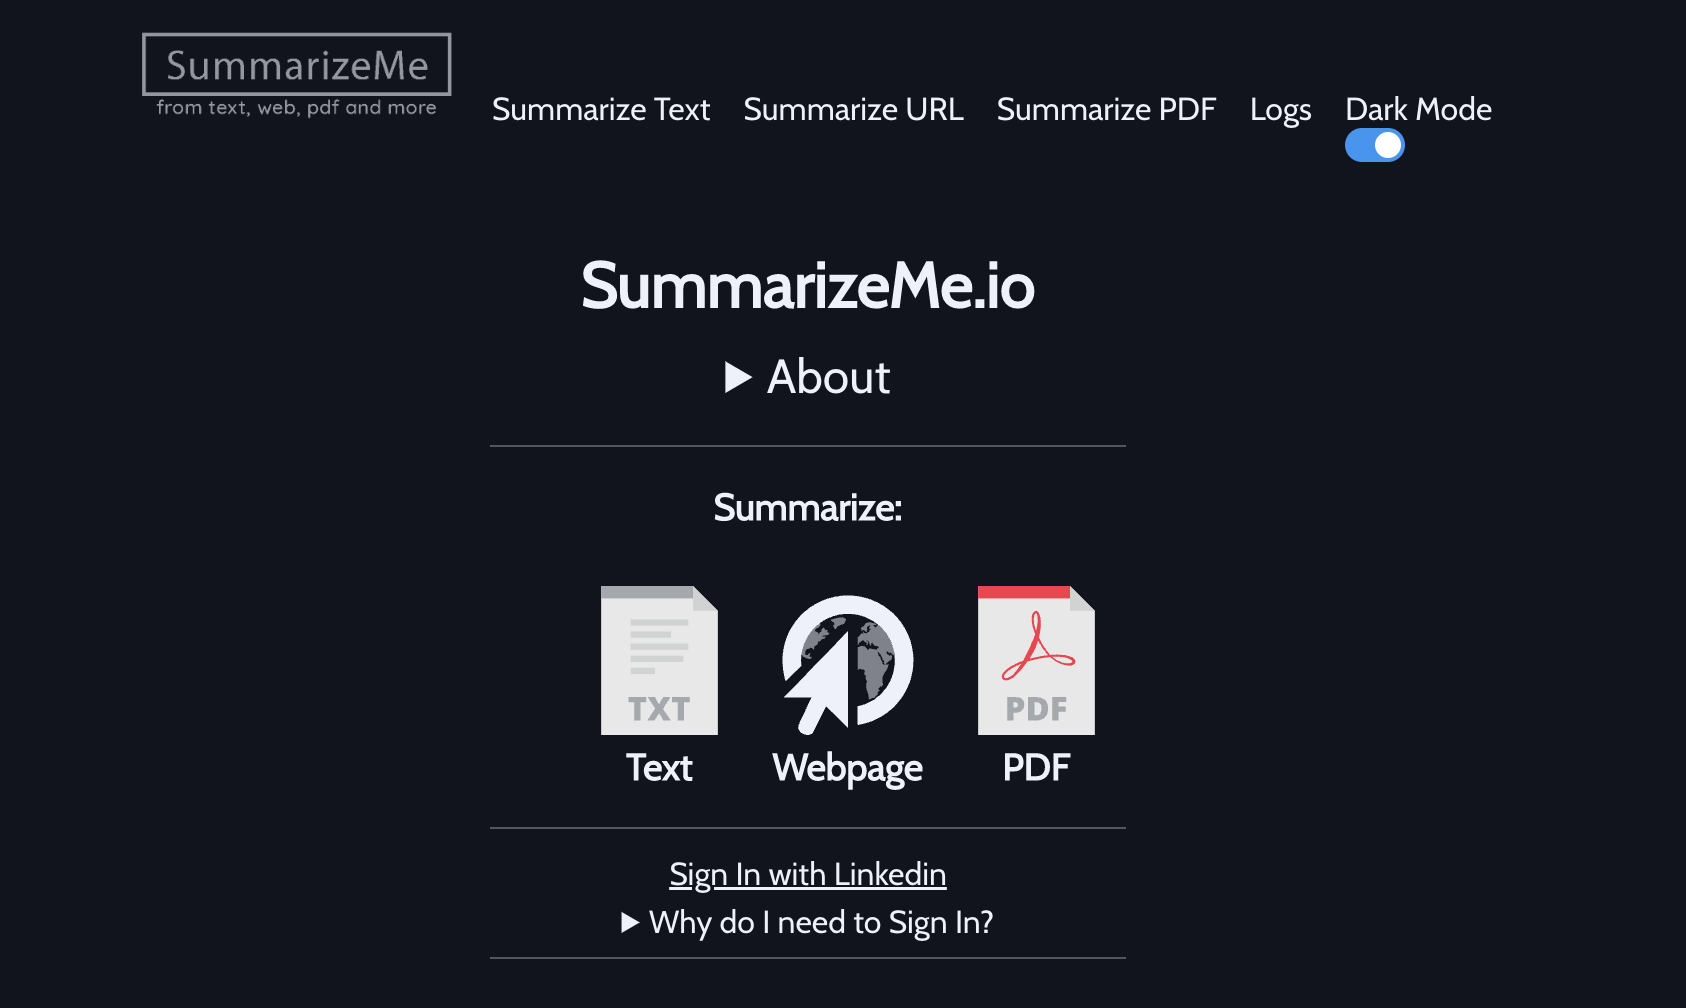 SummarizeMe
from text, web, pdf and more
Summarize Text Summarize URL Summarize PDF Logs Dark Mode
SummarizeMe.io
About
Summarize:
TXT
PDF
Text Webpage PDF
Sign In with Linkedin
Why do I need to Sign In?